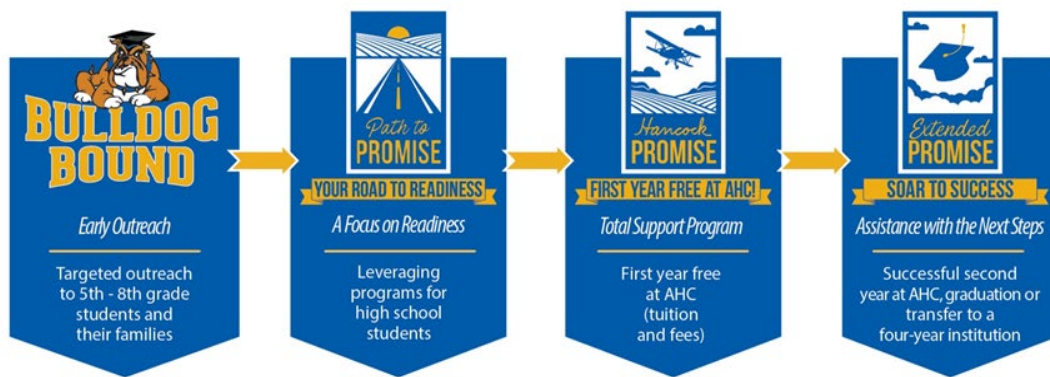 BULLDOG
BOUND
Early Outreach
Targeted outreach
to 5th - 8th grade
students and
their families
Path to
PROMISE
YOUR ROAD TO READINESS
A Focus on Readiness
Leveraging
programs for
high school
students
Hancock
PROMISE
FIRST YEAR FREE AT AHC!
Total Support Program
First year free
at AHC
(tuition
and fees)
Extended
PROMISE
SOAR TO SUCCESS
Assistance with the Next Steps
Successful second
year at AHC, graduation or
transfer to a
four-year institution